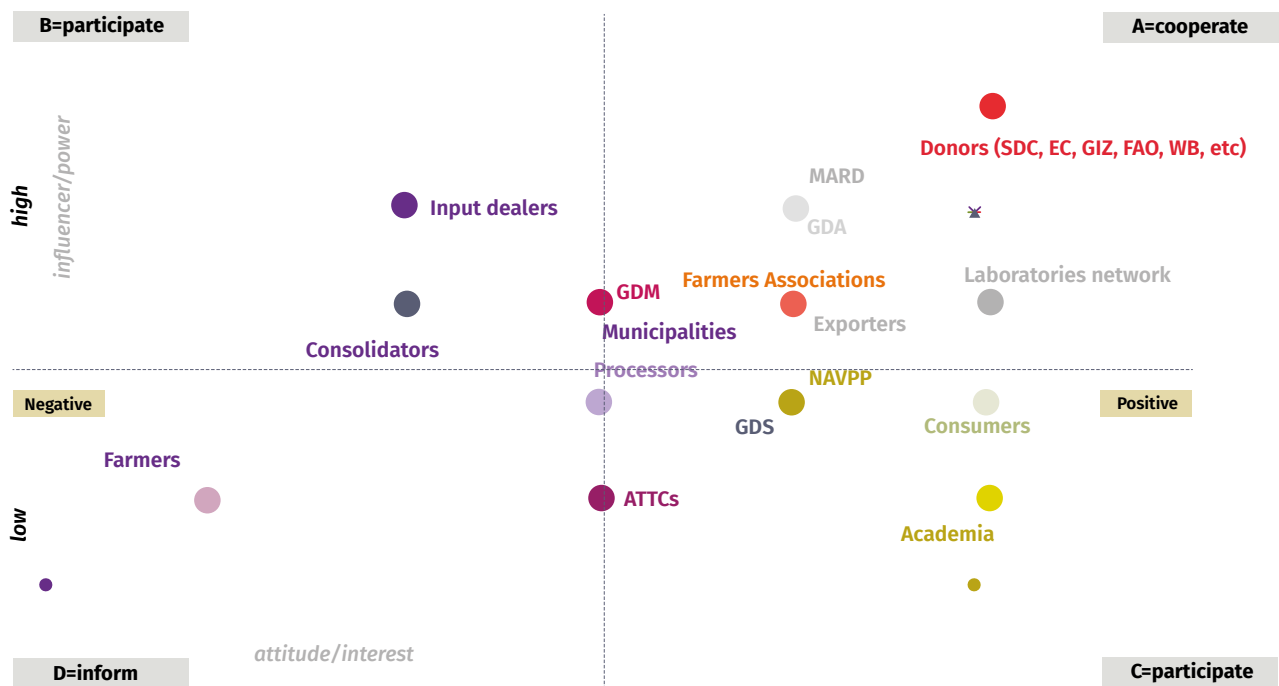 B=participate
A=cooperate
Donors (SDC, EC, GIZ, FAO, WB, etc)
high
influencer/power
MARD
Input dealers
GDA
Laboratories network
Farmers Associations
GDM
Exporters
Municipalities
Consolidators
Processors
NAVPP
Negative
Positive
GDS
Consumers
Farmers
ATTCs
low
Academia
attitude/interest
D=inform
C=participate